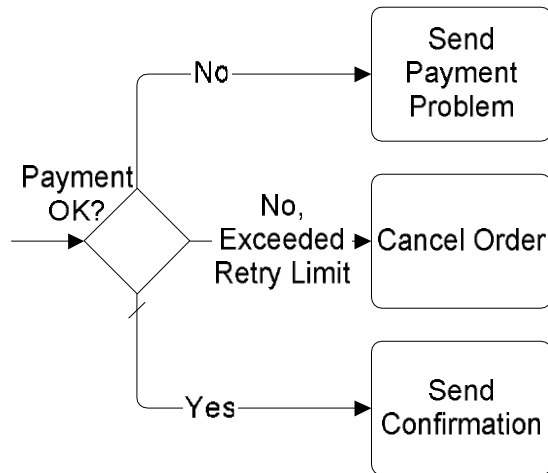 No
Send
Payment
Problem
Payment
OK?
No,
Exceeded
Retry Limit
Cancel Order
Yes
Send
Confirmation